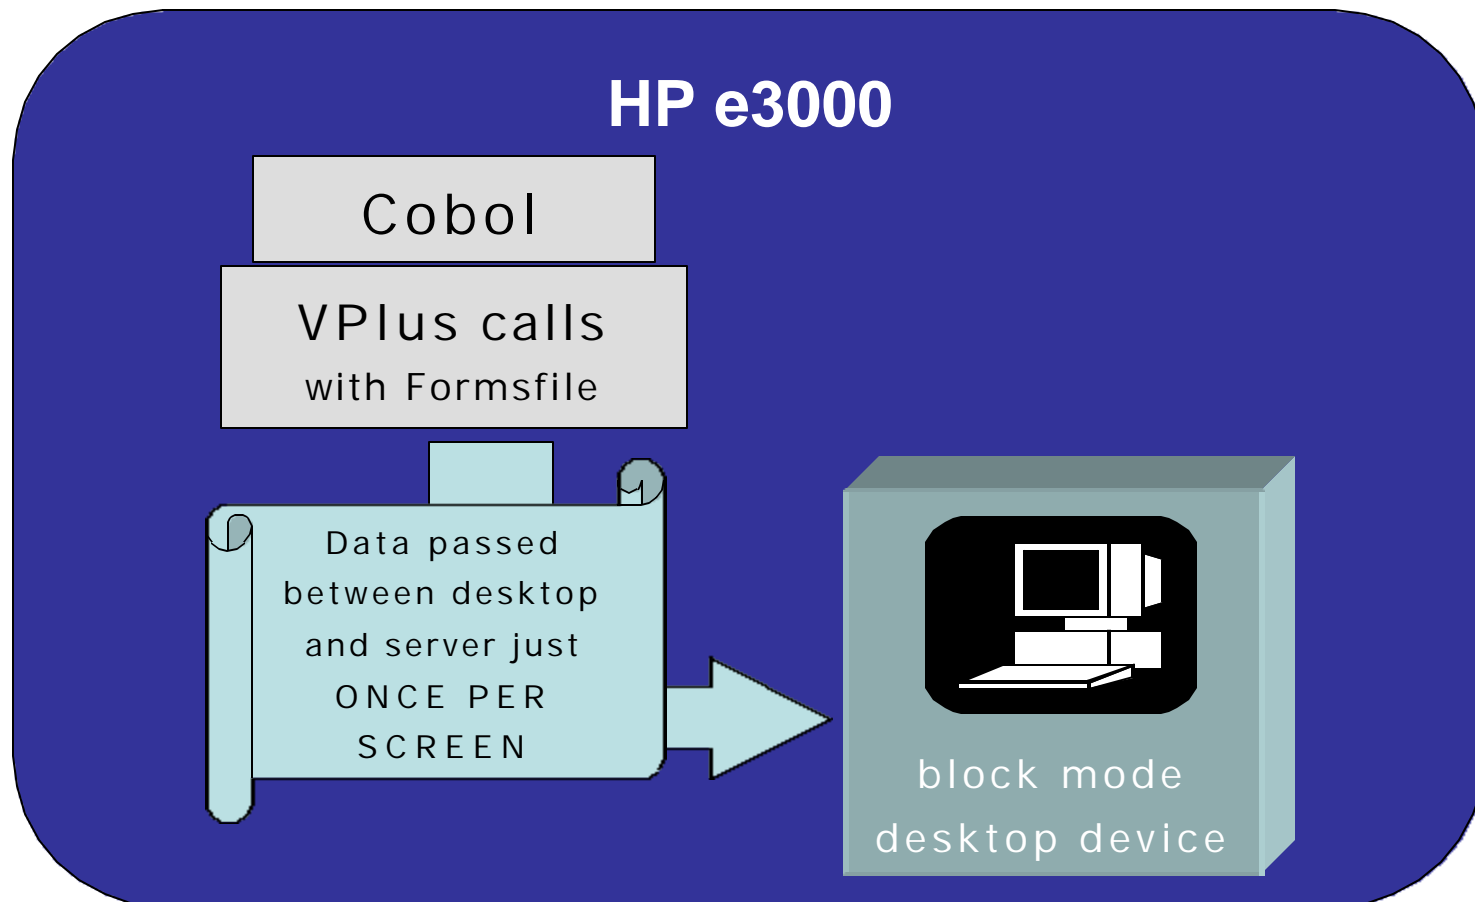 HP e3000
Cobol
VPlus calls
with Formsfile
Data passed
between desktop
and server just
ONCE PER
SCREEN
block mode
desktop device